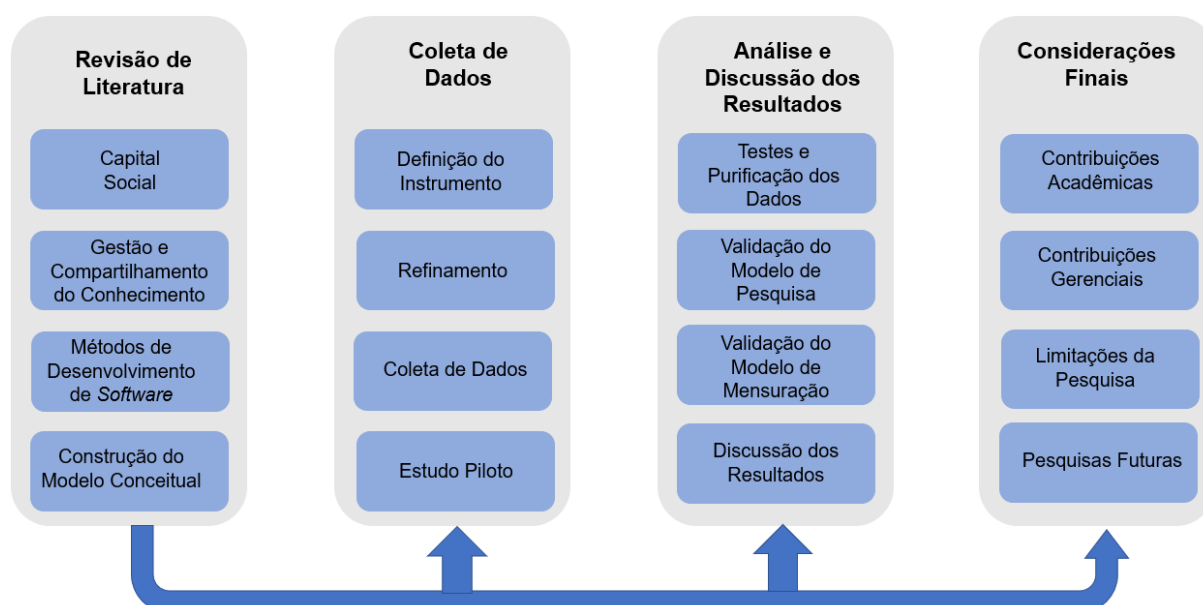 Revisão de
Literatura
Capital
Social
Gestão e
Compartilhamento
do Conhecimento
Métodos de
Desenvolvimento
de Software
Construção do
Modelo Conceitual
Coleta de
Dados
Definição do
Instrumento
Refinamento
Coleta de Dados
Estudo Piloto
Análise e
Discussão dos
Resultados
Testes e
Purificação dos
Dados
Validação do
Modelo de
Pesquisa
Validação do
Modelo de
Mensuração
Discussão dos
Resultados
Considerações
Finais
Contribuições
Acadêmicas
Contribuições
Gerenciais
Limitações da
Pesquisa
Pesquisas Futuras